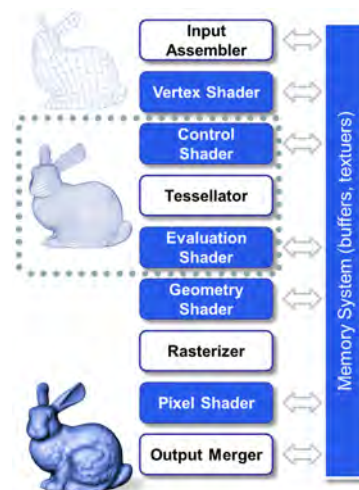 Input
Assembler
Vertex Shader
Control
Shader
Tessellator
Evaluation
Shader
Geometry
Shader
Rasterizer
Pixel Shader
Output Merger
Memory System (buffers, textuers)